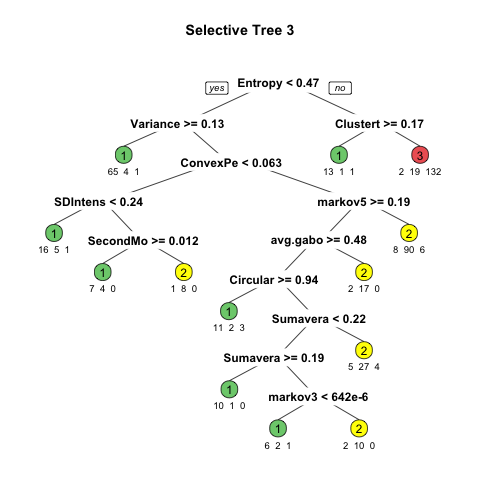 Selective Tree 3
yes Entropy < 0.47 no
Variance >= 0.13 Clustert >= 0.17
1 1 3
65 4 1 ConvexPe < 0.063 13 1 1 2 19 132
SDIntens < 0.24 markov5 >= 0.19
1 SecondMo >= 0.012 avg.gabo >= 0.48 2
16 5 1 8 90 6
1 2 Circular >= 0.94 2
7 4 0 1 8 0 2 17 0
1 Sumavera < 0.22
11 2 3
Sumavera >= 0.19 2
5 27 4
1 markov3 < 642e-6
10 1 0
1 2
6 2 1 2 10 0